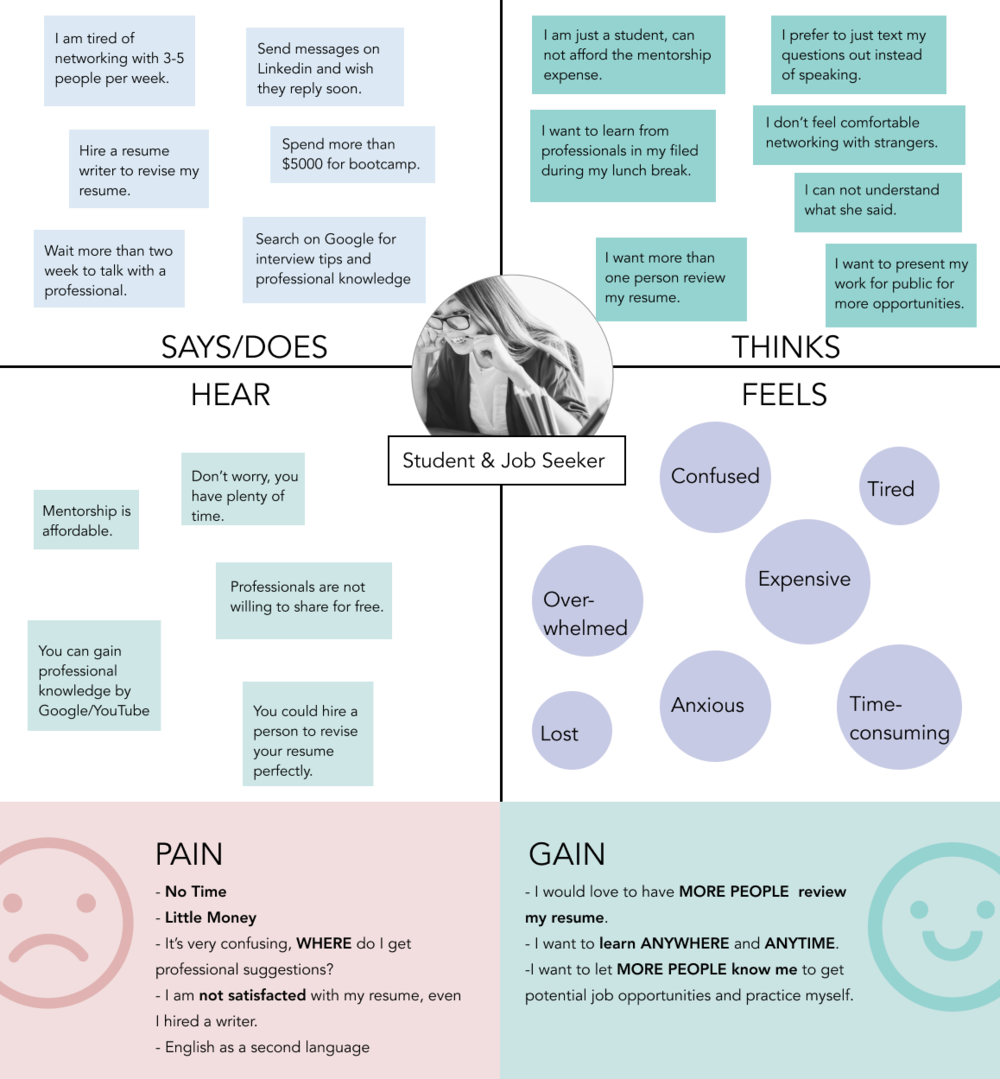 I am tired of
networking with 3-5
people per week.
Send messages on
Linkedin and wish
they reply soon.
Hire a resume
writer to revise my
resume.
Spend more than
$5000 for bootcamp.
Wait more than two
week to talk with a
professional.
Search on Google for
interview tips and
professional knowledge
SAYS/DOES
I am just a student, can
not afford the mentorship
expense.
I prefer to just text my
questions out instead
of speaking.
I want to learn from
professionals in my filed
during my lunch break.
I don’t feel comfortable
networking with strangers.
I can not understand
what she said.
I want more than
one person review
my resume.
I want to present my
work for public for
more opportunities.
THINKS
Student & Job Seeker
HEAR
Don’t worry, you
have plenty of
time.
Mentorship is
affordable.
Professionals are not
willing to share for free.
You can gain
professional
knowledge by
Google/YouTube
You could hire a
person to revise
your resume
perfectly.
FEELS
Confused
Tired
Expensive
Over-
whelmed
Anxious
Time-
consuming
Lost
PAIN
- No Time
- Little Money
- It’s very confusing, WHERE do I get
professional suggestions?
- I am not satisfacted with my resume, even
I hired a writer.
- English as a second language
GAIN
- I would love to have MORE PEOPLE review
my resume.
- I want to learn ANYWHERE and ANYTIME.
-I want to let MORE PEOPLE know me to get
potential job opportunities and practice myself.